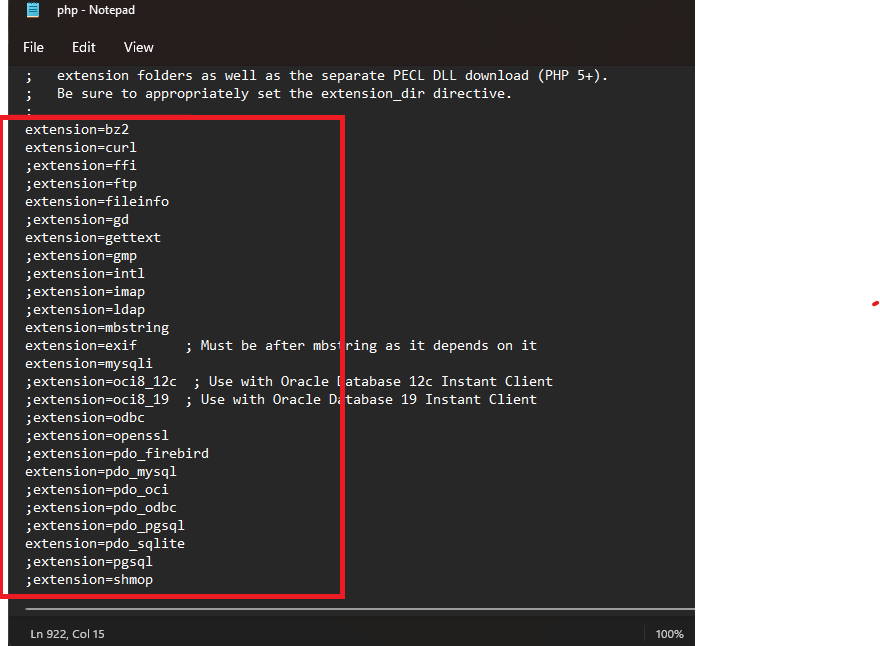 php - Notepad
File Edit View
;   extension folders as well as the separate PECL DLL download (PHP 5+).
;   Be sure to appropriately set the extension_dir directive.
;
extension=bz2
extension=curl
;extension=ffi
;extension=ftp
extension=fileinfo
;extension=gd
extension=gettext
;extension=gmp
;extension=intl
;extension=imap
;extension=ldap
extension=mbstring
extension=exif      ; Must be after mbstring as it depends on it
extension=mysqli
;extension=oci8_12c  ; Use with Oracle Database 12c Instant Client
;extension=oci8_19  ; Use with Oracle Database 19 Instant Client
;extension=odbc
;extension=openssl
;extension=pdo_firebird
extension=pdo_mysql
;extension=pdo_oci
;extension=pdo_odbc
;extension=pdo_pgsql
extension=pdo_sqlite
;extension=pgsql
;extension=shmop
Ln 922, Col 15 100%